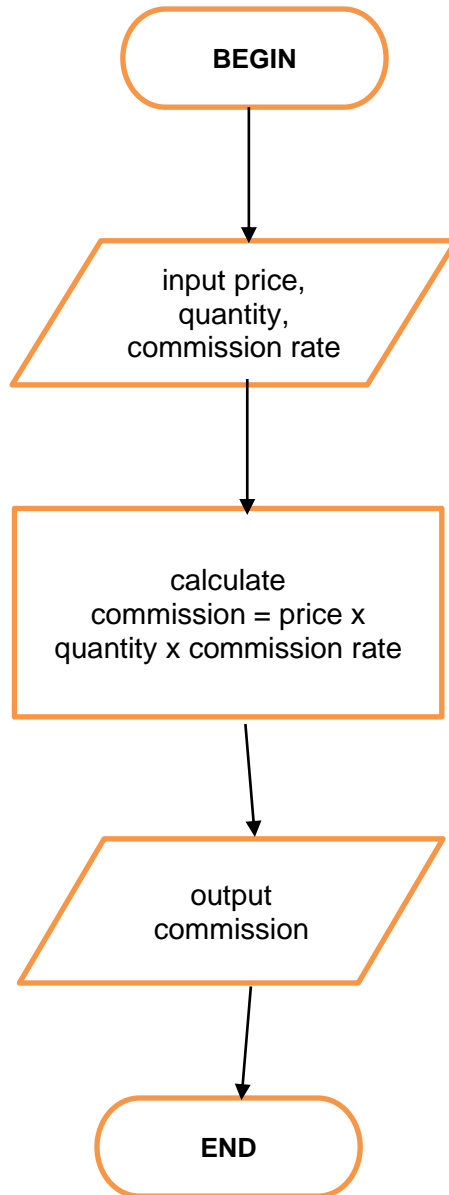 BEGIN
input price,
quantity,
commission rate
calculate
commission = price x
quantity x commission rate
output
commission
END